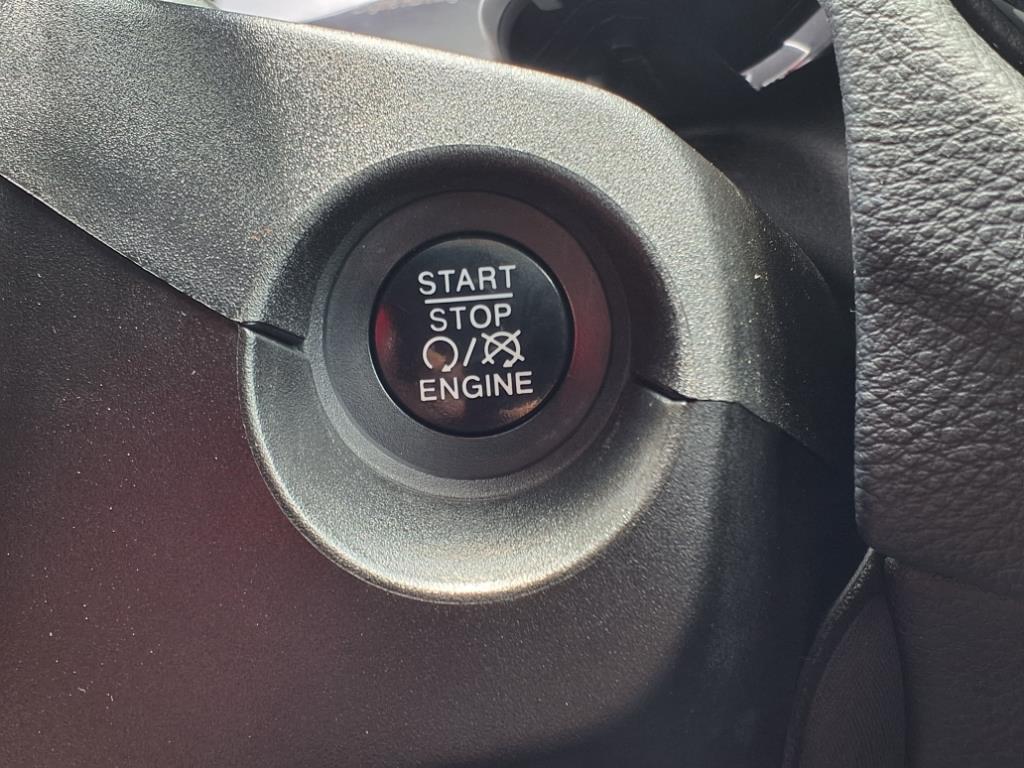 START
STOP
/
ENGINE